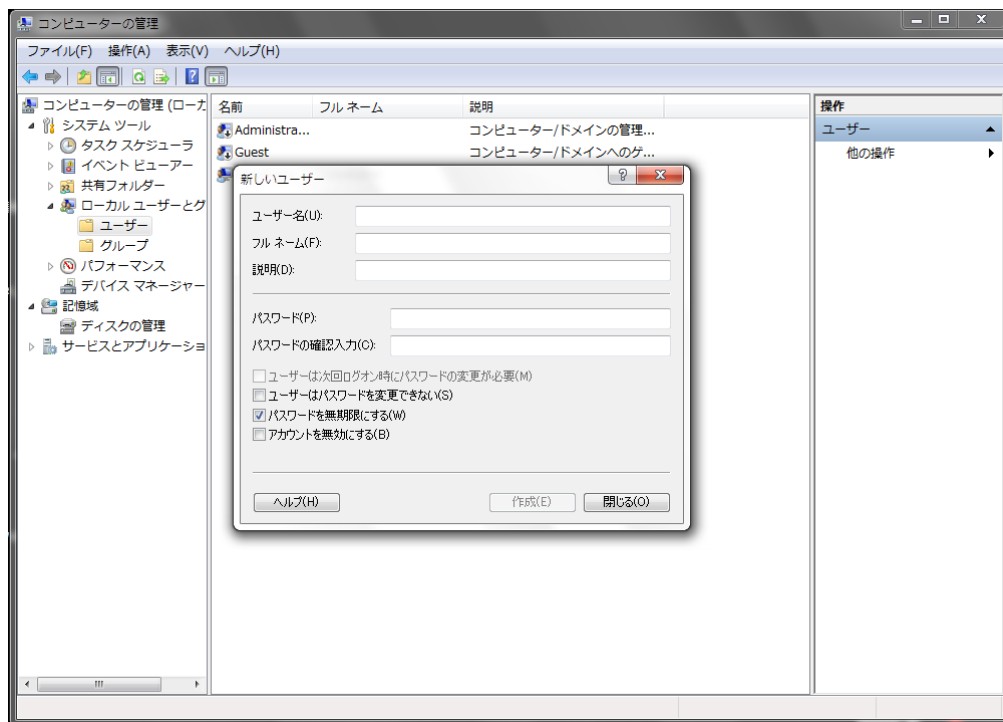 コンピューターの管理
ファイル(F) 操作(A) 表示(V) ヘルプ(H)
コンピューターの管理 (ローカ
システム ツール
タスク スケジューラ
イベント ビューアー
共有フォルダー
ローカル ユーザーとグ
ユーザー
グループ
パフォーマンス
デバイス マネージャー
記憶域
ディスクの管理
サービスとアプリケーショ
名前 フル ネーム 説明
Administra... コンピューター/ドメインの管理...
Guest コンピューター/ドメインへのゲ...
新しいユーザー
ユーザー名(U):
フル ネーム(F):
説明(D):
パスワード(P):
パスワードの確認入力(C):
ユーザーは次回ログオン時にパスワードの変更が必要(M)
ユーザーはパスワードを変更できない(S)
パスワードを無期限にする(W)
アカウントを無効にする(B)
ヘルプ(H) 作成(E) 閉じる(O)
操作
ユーザー
他の操作